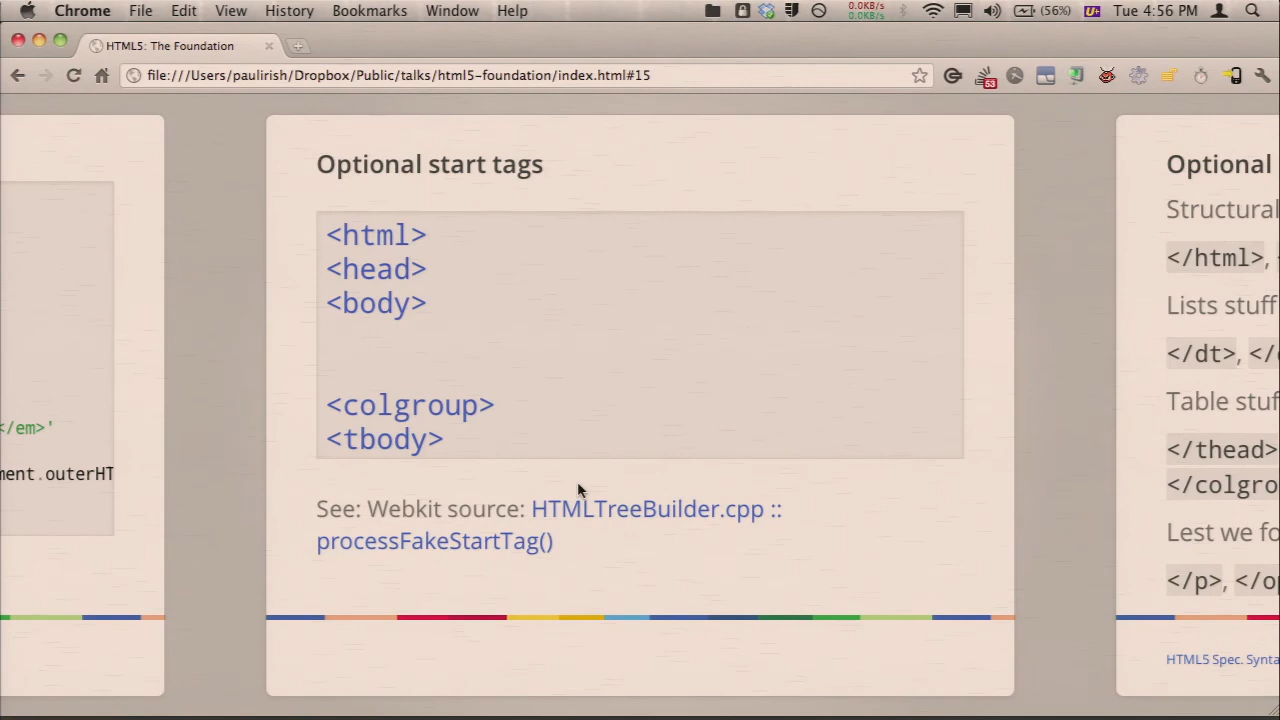 Chrome File Edit View History Bookmarks Window Help 0.0KB/s 0.0KB/s (56%) U+ Tue 4:56 PM
HTML5: The Foundation
file:///Users/paulirish/Dropbox/Public/talks/html5-foundation/index.html#15 53
</em>'
ment.outerHT
Optional start tags
<html>
<head>
<body>
<colgroup>
<tbody>
See: Webkit source: HTMLTreeBuilder.cpp ::
processFakeStartTag()
Optional
Structural
</html>,
Lists stuff
</dt>, </
Table stuf
</thead>
</colgro
Lest we fo
</p>, </op
HTML5 Spec. Synta